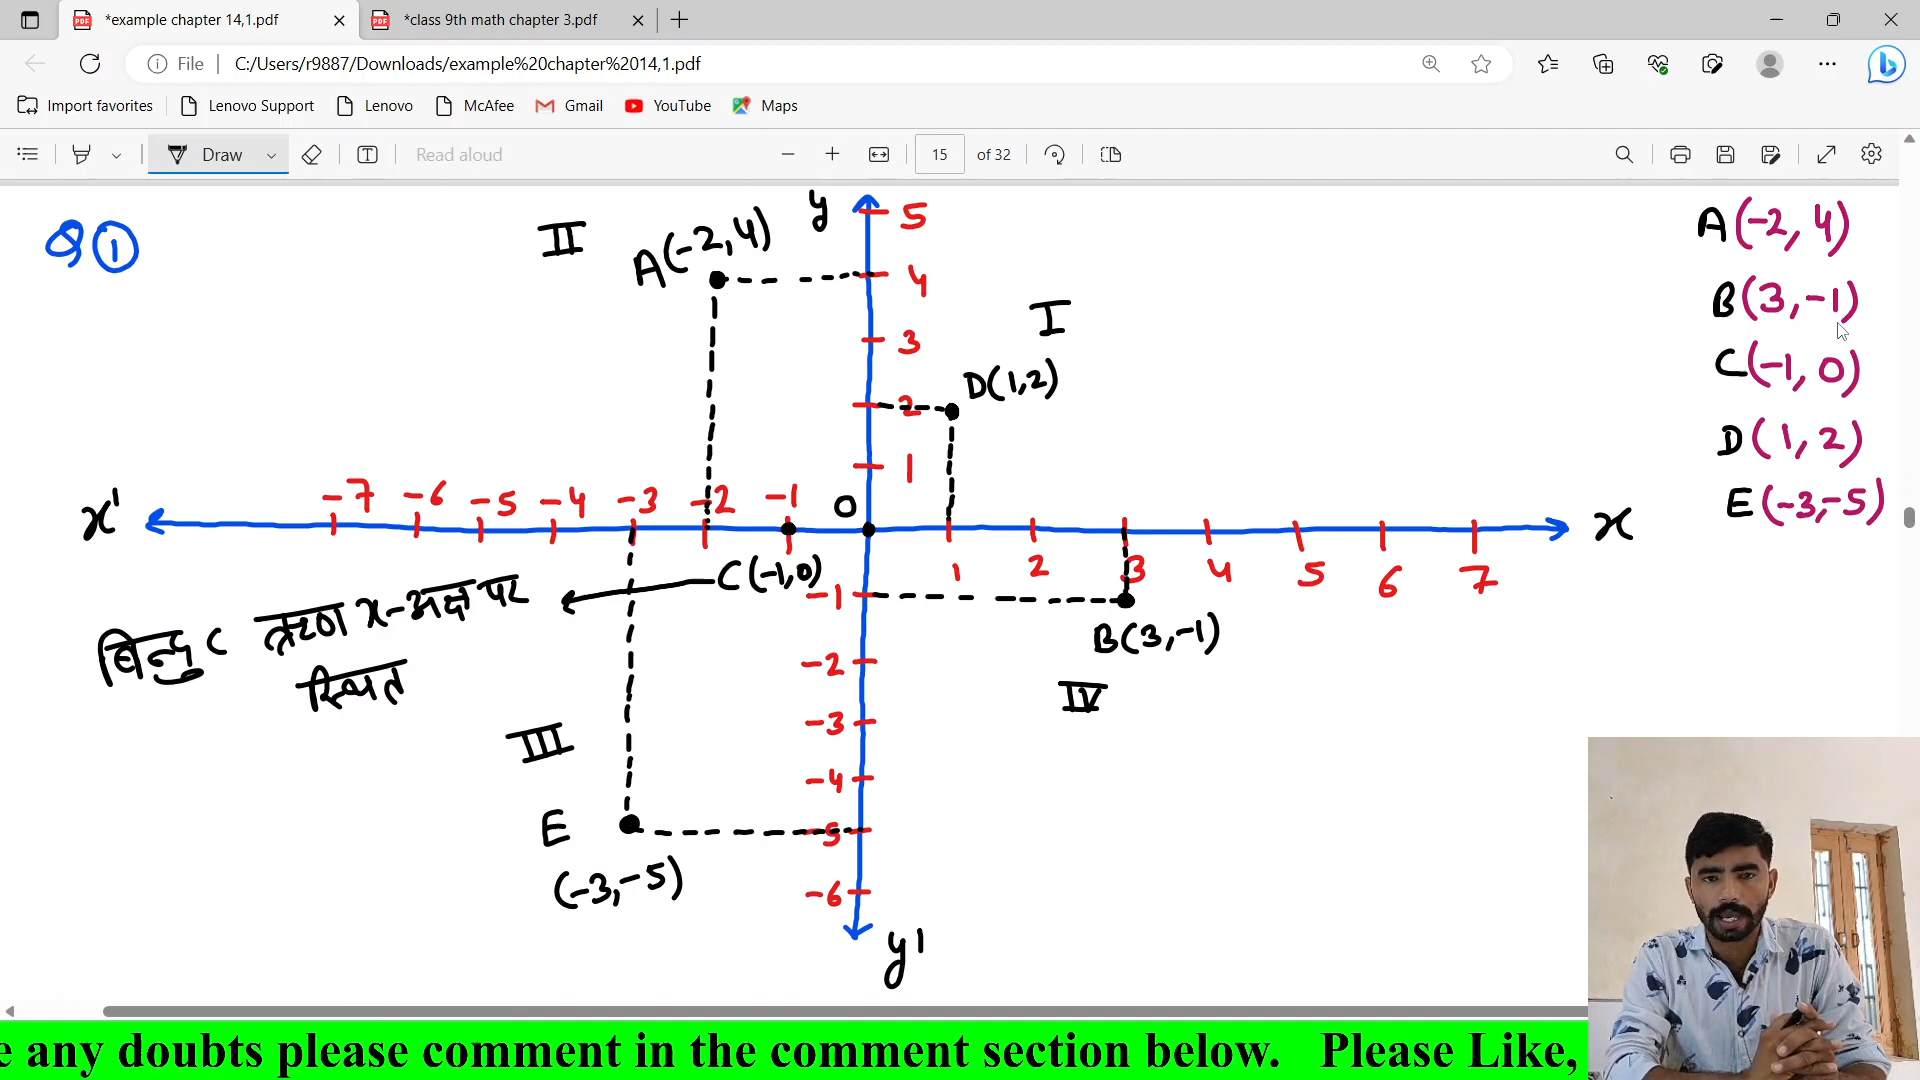 *example chapter 14,1.pdf
*class 9th math chapter 3.pdf
File
C:/Users/r9887/Downloads/example%20chapter%2014,1.pdf
Import favorites
Lenovo Support
Lenovo
McAfee
Gmail
YouTube
Maps
Draw
Read aloud
15 of 32
Q ①
II
A(-2,4)
y
5
4
3
2
1
I
D(1,2)
A(-2, 4)
B(3,-1)
C(-1, 0)
D(1, 2)
E(-3,-5)
x'
-7 -6 -5 -4 -3 -2 -1 0
x
1 2 3 4 5 6 7
C(-1,0)
बिन्दु C ऋण x-अक्ष पर
स्थित
-1
-2
-3
-4
-5
-6
B(3,-1)
IV
III
E
(-3,-5)
y'
e any doubts please comment in the comment section below. Please Like,